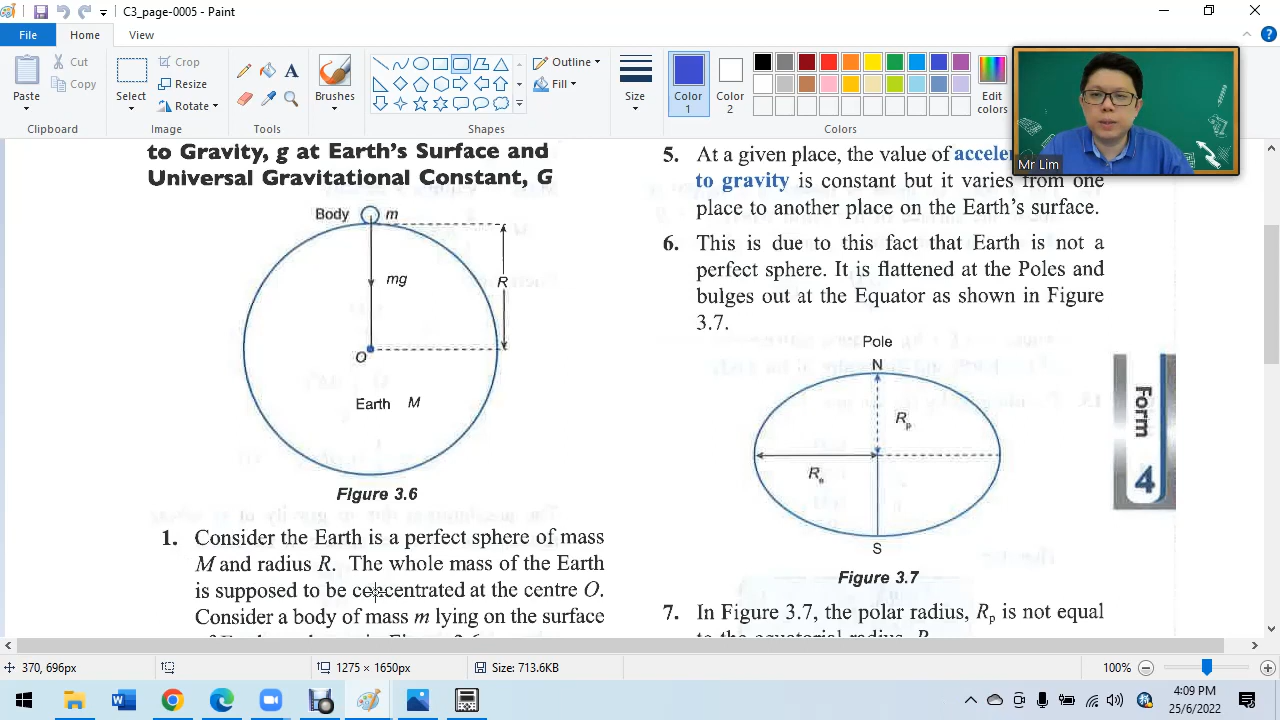 C3_page-0005 - Paint
File
Home
View
Paste
Cut
Copy
Clipboard
Select
Crop
Resize
Rotate
Image
A
Tools
Brushes
Shapes
Outline
Fill
Size
Color
1
Color
2
Edit
colors
Colors
Mr Lim
to Gravity, g at Earth's Surface and
Universal Gravitational Constant, G
Body m
mg
R
O
Earth M
Figure 3.6
1. Consider the Earth is a perfect sphere of mass
M and radius R. The whole mass of the Earth
is supposed to be concentrated at the centre O.
Consider a body of mass m lying on the surface
5. At a given place, the value of
to gravity is constant but it varies from one
place to another place on the Earth's surface.
6. This is due to this fact that Earth is not a
perfect sphere. It is flattened at the Poles and
bulges out at the Equator as shown in Figure
3.7.
Pole
N
Rp
Re
S
Figure 3.7
7. In Figure 3.7, the polar radius, Rp is not equal
to the equatorial radius, R
Form
4
370, 696px
1275 × 1650px
Size: 713.6KB
100%
4:09 PM
25/6/2022